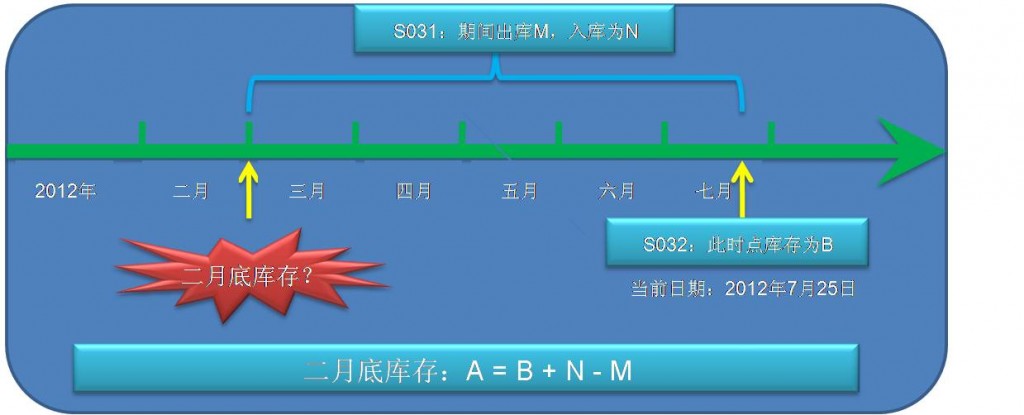 S031：期间出库M，入库为N
2012年 二月 三月 四月 五月 六月 七月
S032：此时点库存为B
二月底库存？
当前日期：2012年7月25日
二月底库存：A = B + N - M